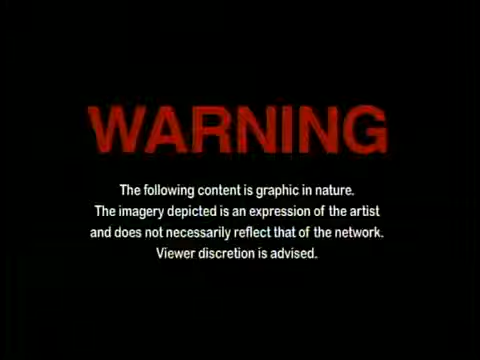 WARNING
The following content is graphic in nature.
The imagery depicted is an expression of the artist
and does not necessarily reflect that of the network.
Viewer discretion is advised.